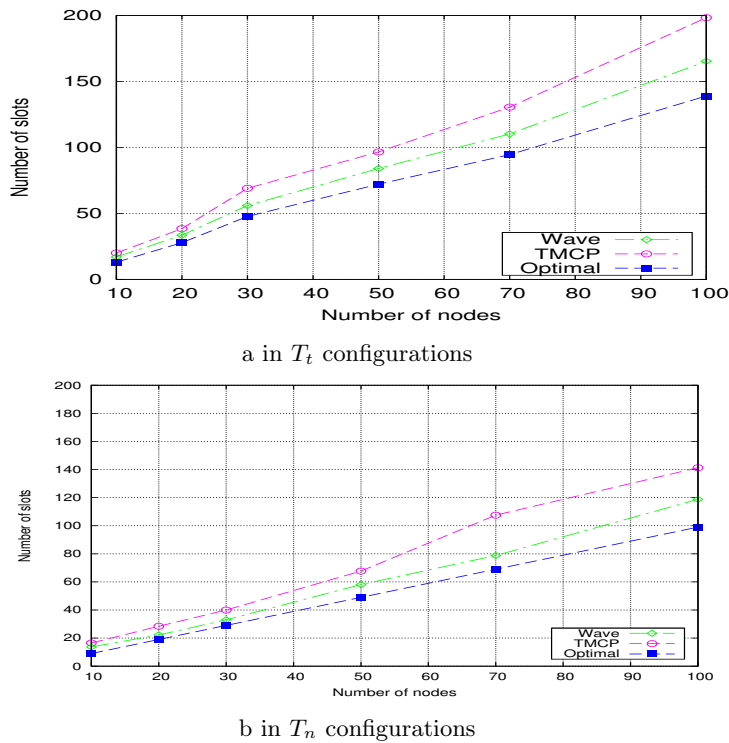 200
150
100
50
0
Number of slots
Wave
TMCP
Optimal
10 20 30 40 50 60 70 80 90 100
Number of nodes
a in T_t configurations
200
180
160
140
120
100
80
60
40
20
0
Number of slots
Wave
TMCP
Optimal
10 20 30 40 50 60 70 80 90 100
Number of nodes
b in T_n configurations